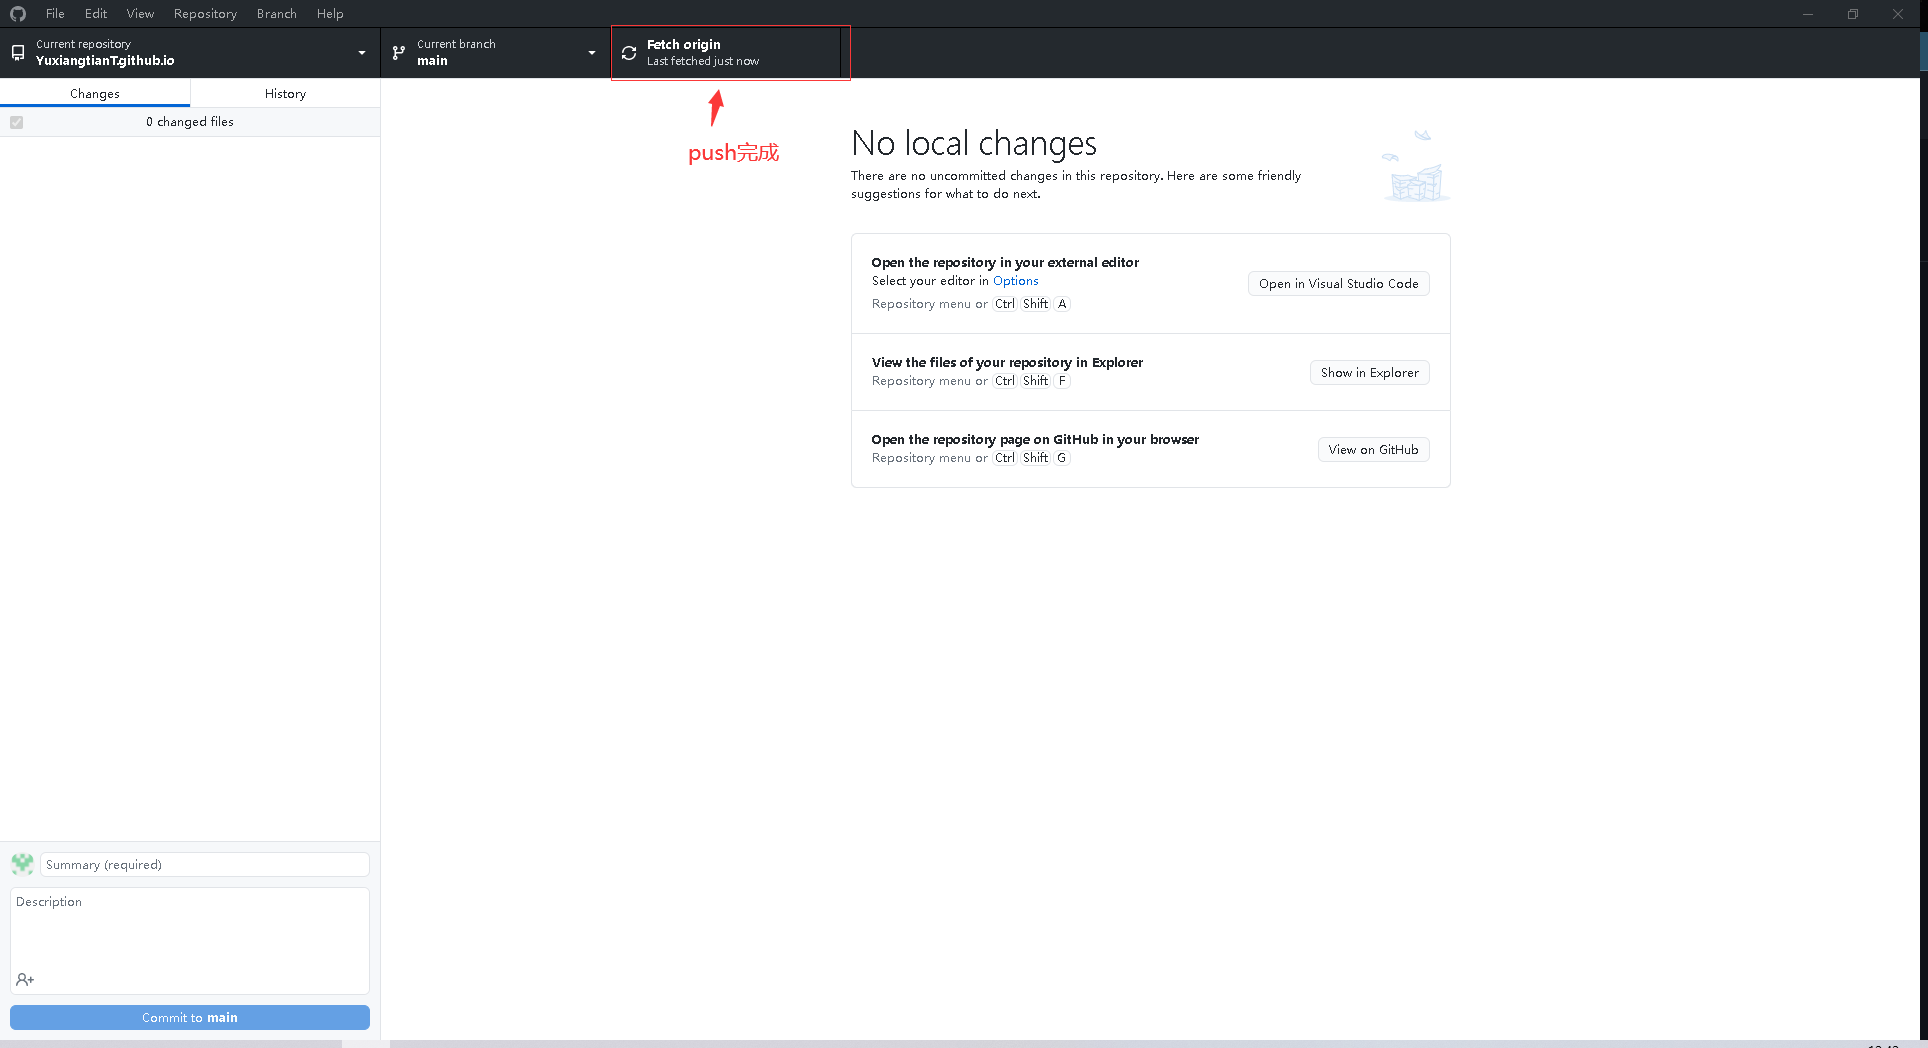 File Edit View Repository Branch Help
Current repository
YuxiangtianT.github.io
Current branch
main
Fetch origin
Last fetched just now
Changes
History
0 changed files
push完成
No local changes
There are no uncommitted changes in this repository. Here are some friendly
suggestions for what to do next.
Open the repository in your external editor
Select your editor in Options
Repository menu or Ctrl Shift A
Open in Visual Studio Code
View the files of your repository in Explorer
Repository menu or Ctrl Shift F
Show in Explorer
Open the repository page on GitHub in your browser
Repository menu or Ctrl Shift G
View on GitHub
Summary (required)
Description
Commit to main